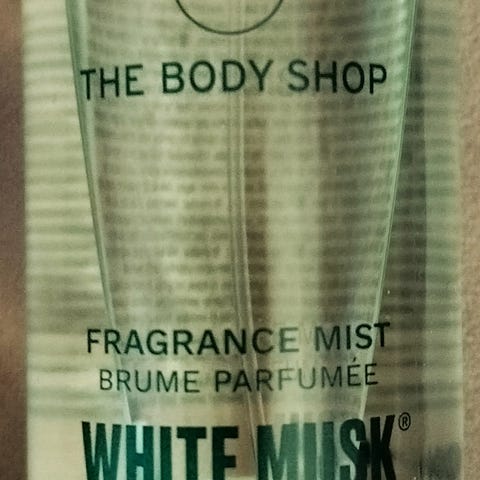 THE BODY SHOP
FRAGRANCE MIST
BRUME PARFUMÉE
WHITE MUSK®